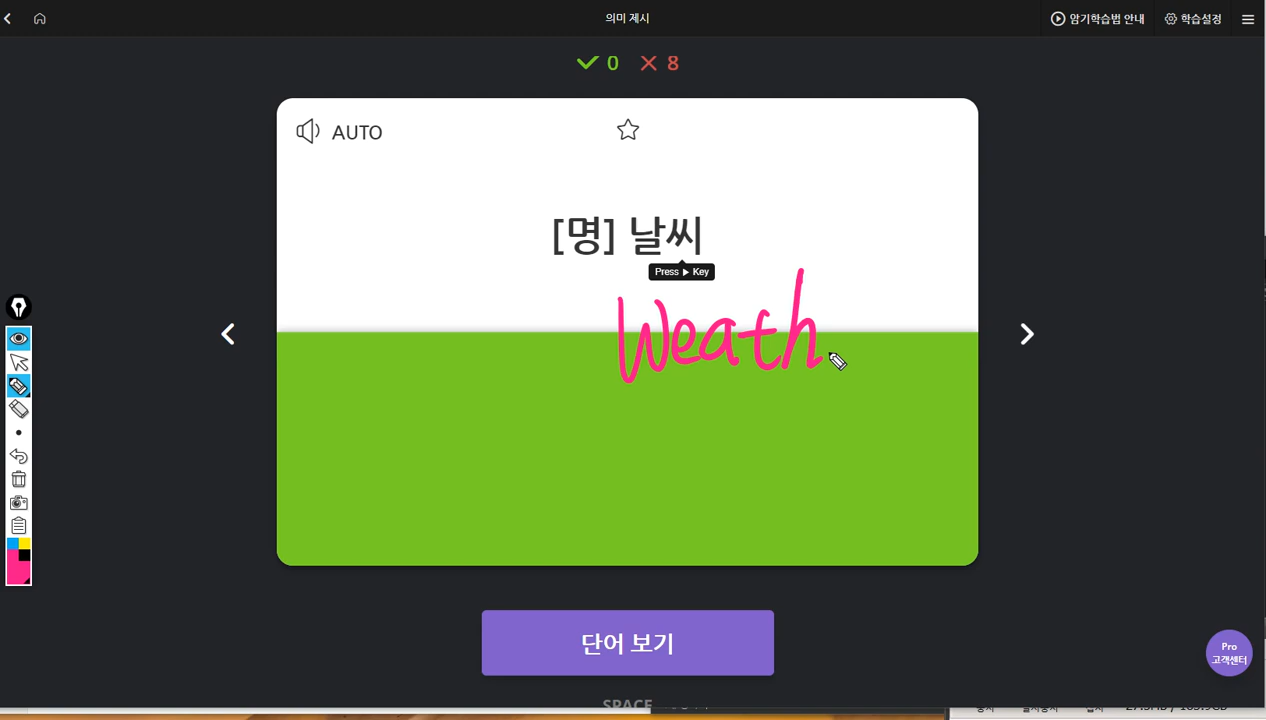 의미 제시
암기학습법 안내
학습설정
0 8
AUTO
[명] 날씨
Press ▶ Key
Weath
단어 보기
Pro
고객센터
SPACE